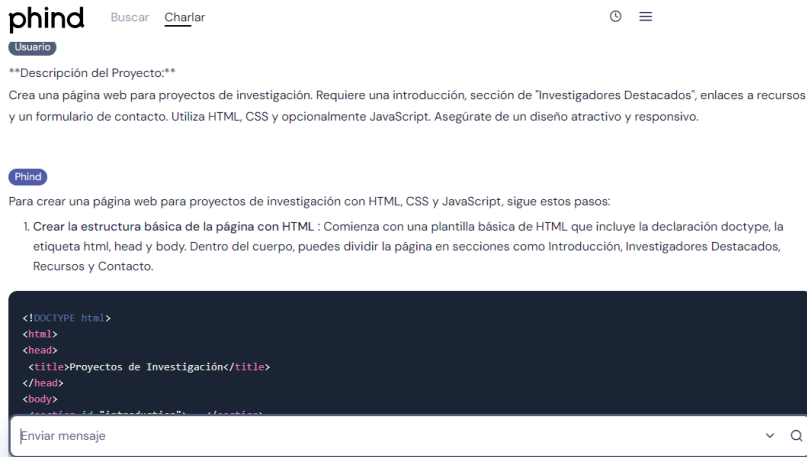 phind Buscar Charlar
Usuario
**Descripción del Proyecto:**
Crea una página web para proyectos de investigación. Requiere una introducción, sección de "Investigadores Destacados", enlaces a recursos
y un formulario de contacto. Utiliza HTML, CSS y opcionalmente JavaScript. Asegúrate de un diseño atractivo y responsivo.
Phind
Para crear una página web para proyectos de investigación con HTML, CSS y JavaScript, sigue estos pasos:
1. Crear la estructura básica de la página con HTML : Comienza con una plantilla básica de HTML que incluye la declaración doctype, la
etiqueta html, head y body. Dentro del cuerpo, puedes dividir la página en secciones como Introducción, Investigadores Destacados,
Recursos y Contacto.
<!DOCTYPE html>
<html>
<head>
<title>Proyectos de Investigación</title>
</head>
<body>
Enviar mensaje